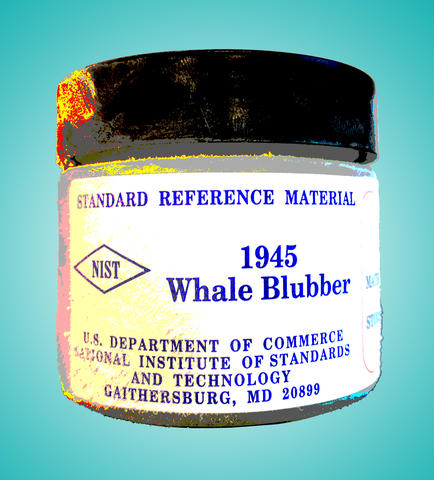 STANDARD REFERENCE MATERIAL
NIST
1945
Whale Blubber
U.S. DEPARTMENT OF COMMERCE
NATIONAL INSTITUTE OF STANDARDS
AND TECHNOLOGY
GAITHERSBURG, MD 20899